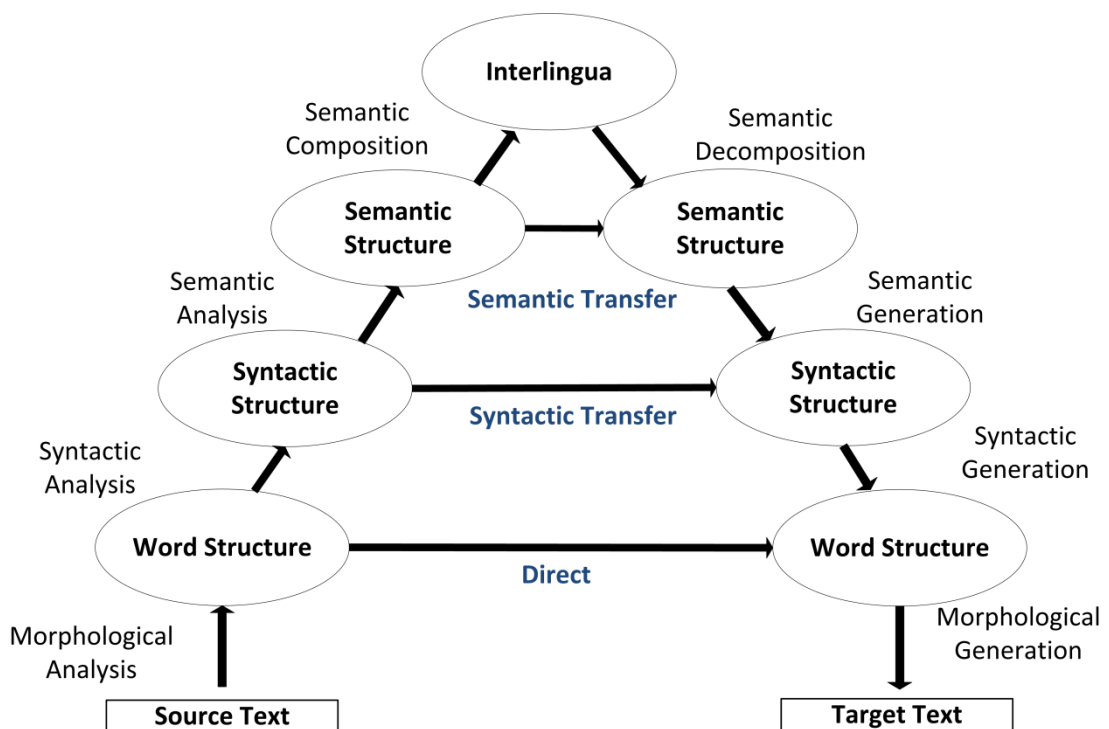 Interlingua
Semantic
Composition
Semantic
Decomposition
Semantic
Structure
Semantic
Structure
Semantic
Analysis
Semantic Transfer
Semantic
Generation
Syntactic
Structure
Syntactic
Structure
Syntactic Transfer
Syntactic
Analysis
Syntactic
Generation
Word Structure
Word Structure
Direct
Morphological
Analysis
Morphological
Generation
Source Text
Target Text